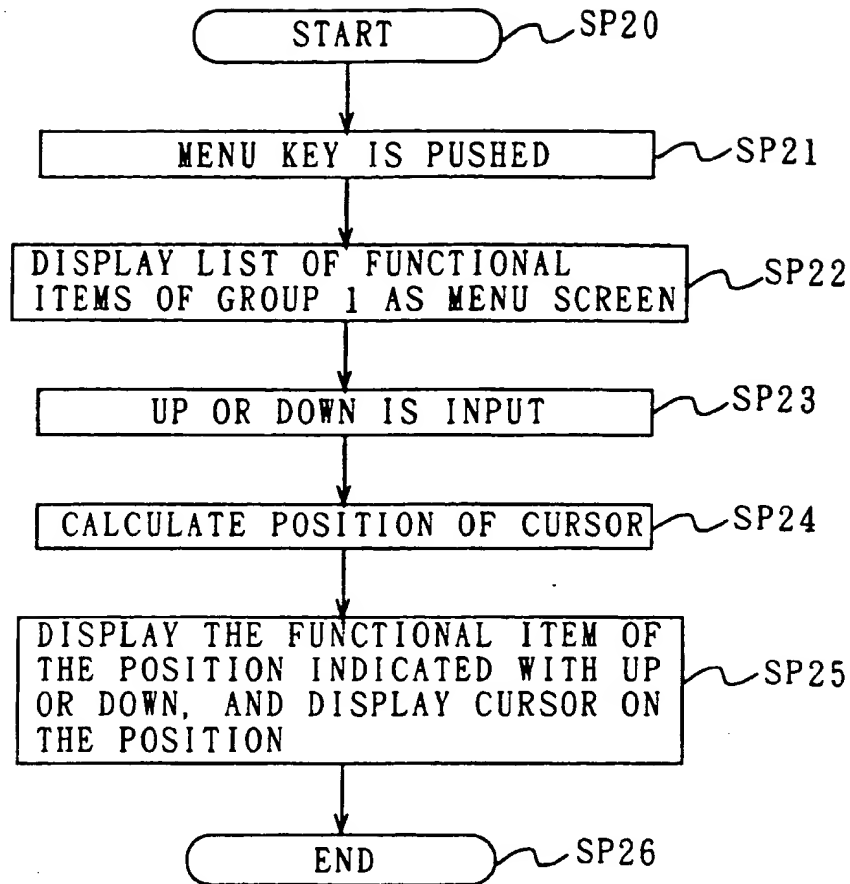 START
SP20
MENU KEY IS PUSHED
SP21
DISPLAY LIST OF FUNCTIONAL
ITEMS OF GROUP 1 AS MENU SCREEN
SP22
UP OR DOWN IS INPUT
SP23
CALCULATE POSITION OF CURSOR
SP24
DISPLAY THE FUNCTIONAL ITEM OF
THE POSITION INDICATED WITH UP
OR DOWN, AND DISPLAY CURSOR ON
THE POSITION
SP25
END
SP26